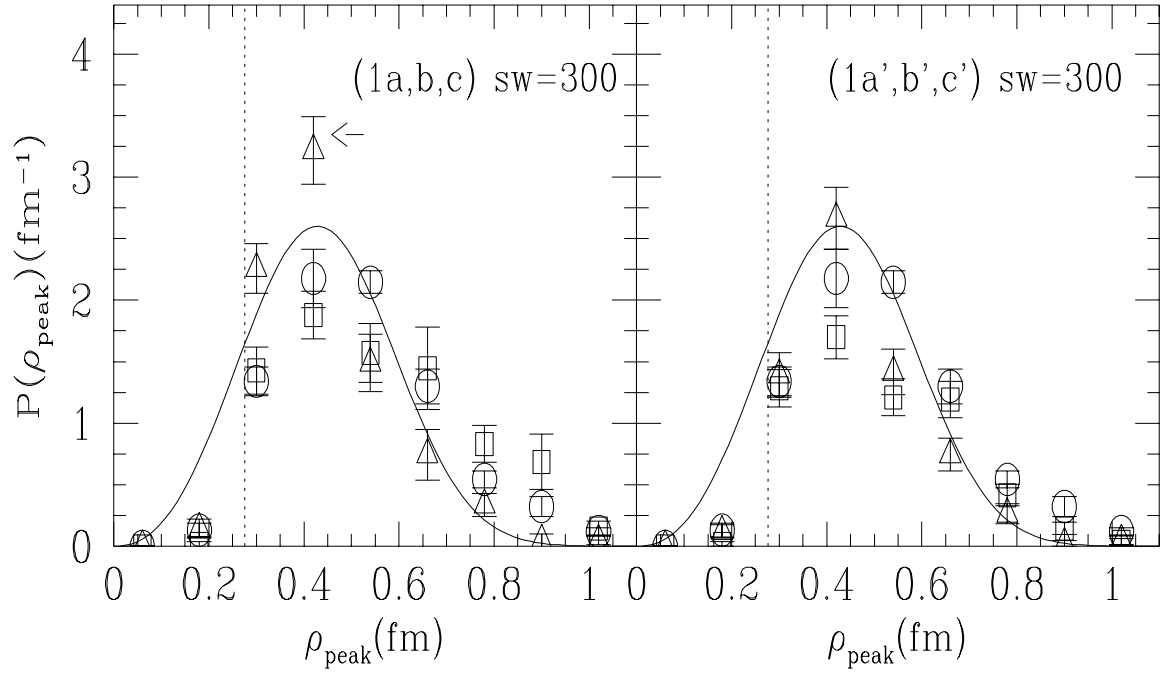 (1a,b,c) sw=300
(1a',b',c') sw=300
P(ρpeak)(fm−1)
4
3
2
1
0
0 0.2 0.4 0.6 0.8 1
0 0.2 0.4 0.6 0.8 1
ρpeak(fm)
ρpeak(fm)